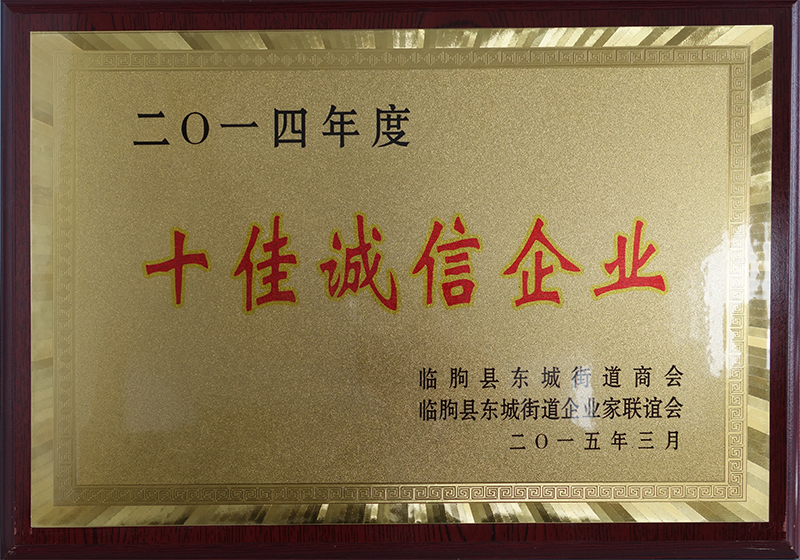 二〇一四年度
十佳诚信企业
临朐县东城街道商会
临朐县东城街道企业家联谊会
二〇一五年三月